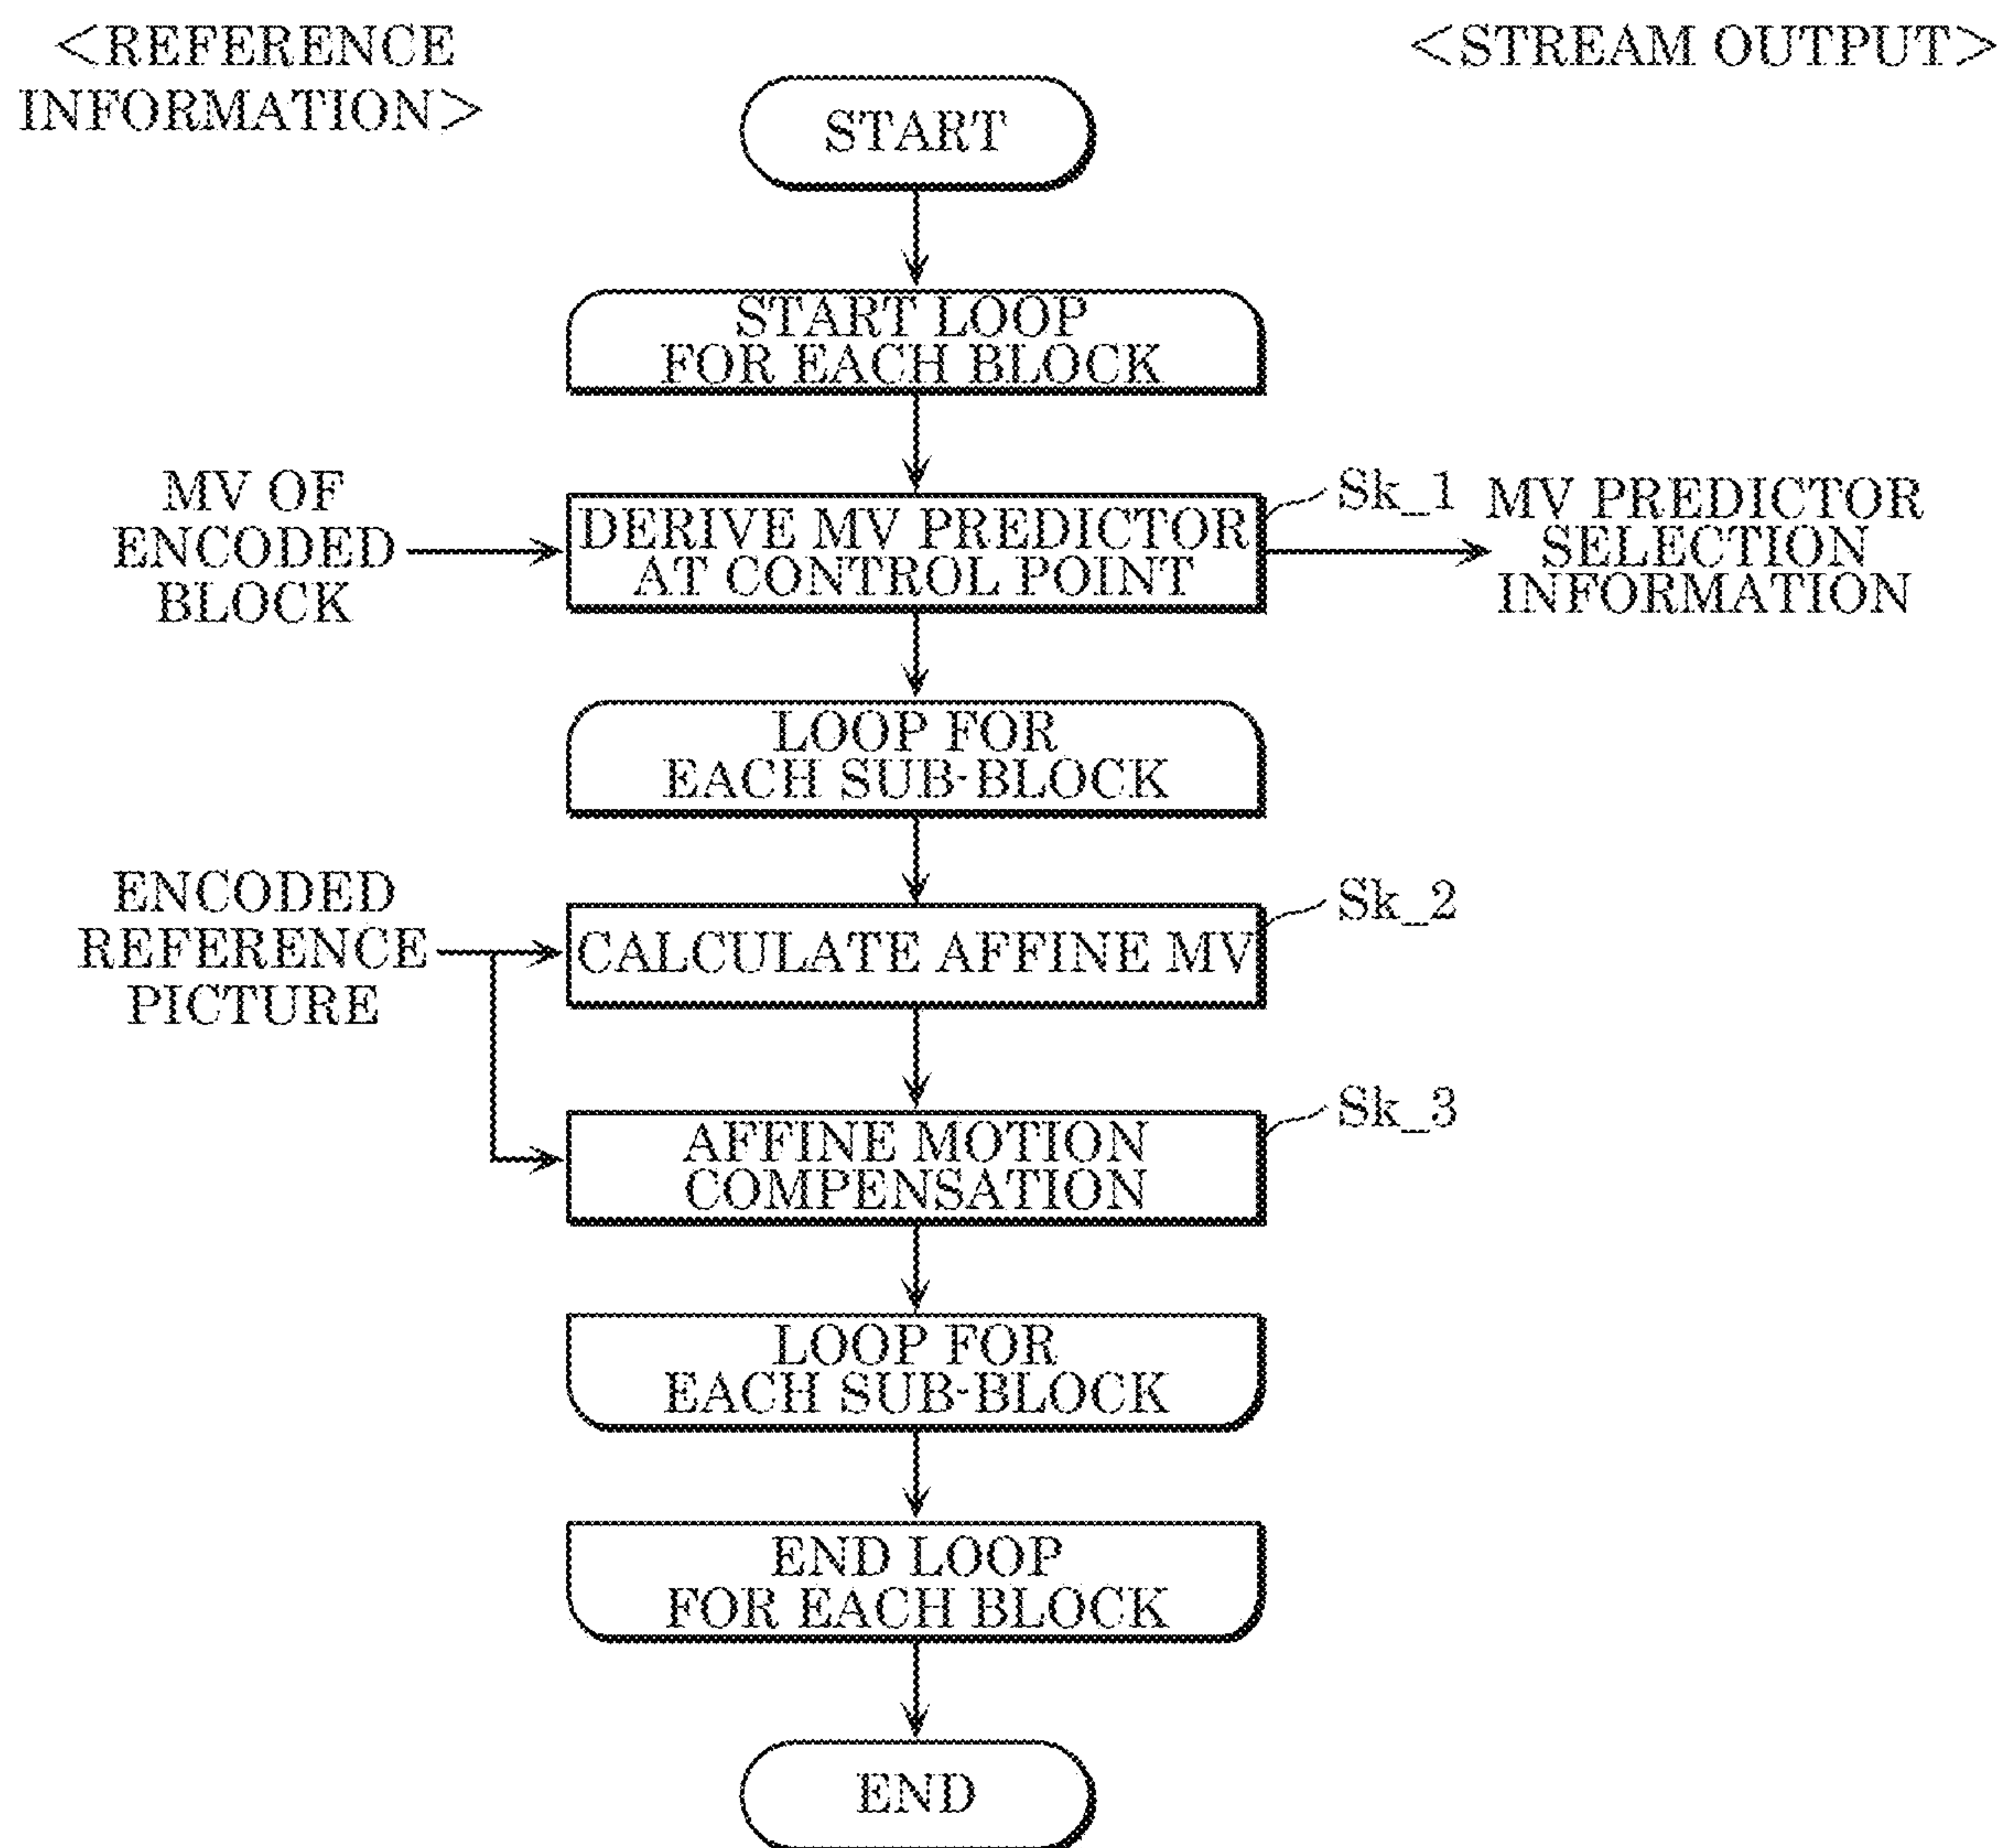 <REFERENCE
INFORMATION>
<STREAM OUTPUT>
START
START LOOP
FOR EACH BLOCK
MV OF
ENCODED
BLOCK
DERIVE MV PREDICTOR
AT CONTROL POINT
Sk_1
MV PREDICTOR
SELECTION
INFORMATION
LOOP FOR
EACH SUB-BLOCK
ENCODED
REFERENCE
PICTURE
CALCULATE AFFINE MV
Sk_2
AFFINE MOTION
COMPENSATION
Sk_3
LOOP FOR
EACH SUB-BLOCK
END LOOP
FOR EACH BLOCK
END